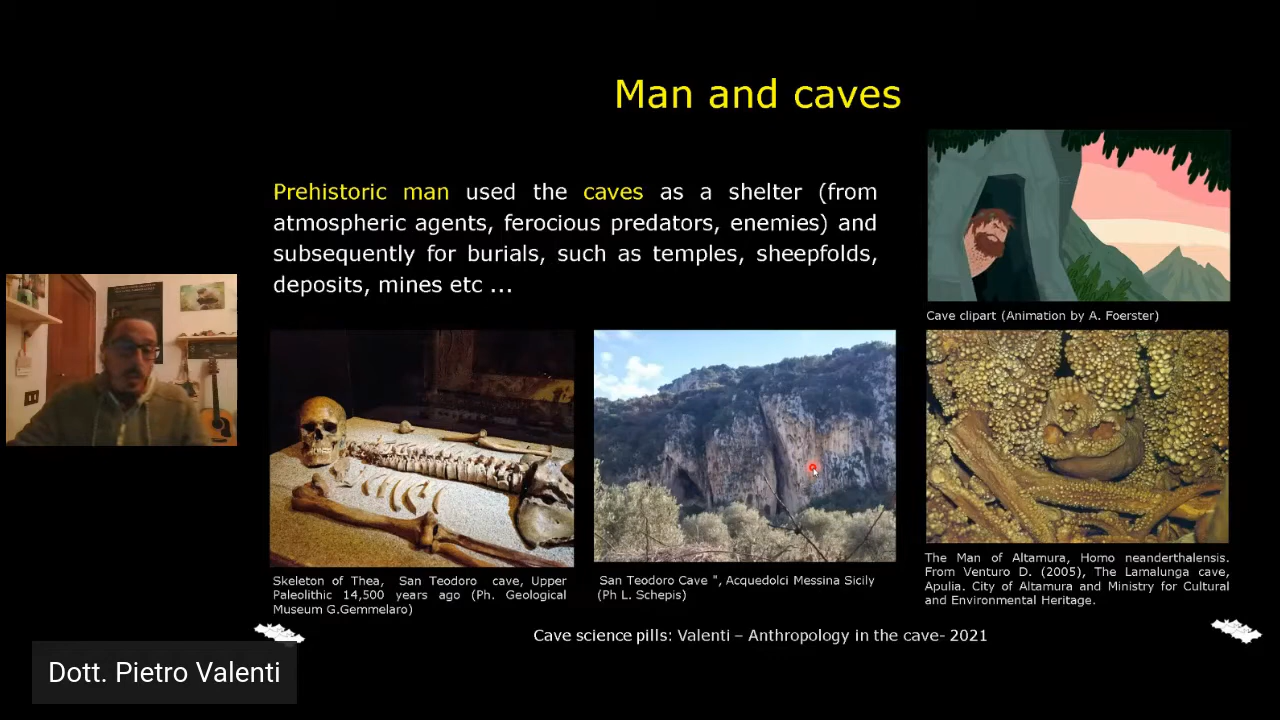 Man and caves
Prehistoric man used the caves as a shelter (from
atmospheric agents, ferocious predators, enemies) and
subsequently for burials, such as temples, sheepfolds,
deposits, mines etc ...
Cave clipart (Animation by A. Foerster)
Skeleton of Thea, San Teodoro cave, Upper
Paleolithic 14,500 years ago (Ph. Geological
Museum G.Gemmelaro)
San Teodoro Cave ", Acquedolci Messina Sicily
(Ph L. Schepis)
The Man of Altamura, Homo neanderthalensis.
From Venturo D. (2005), The Lamalunga cave,
Apulia. City of Altamura and Ministry for Cultural
and Environmental Heritage.
Cave science pills: Valenti – Anthropology in the cave- 2021
Dott. Pietro Valenti